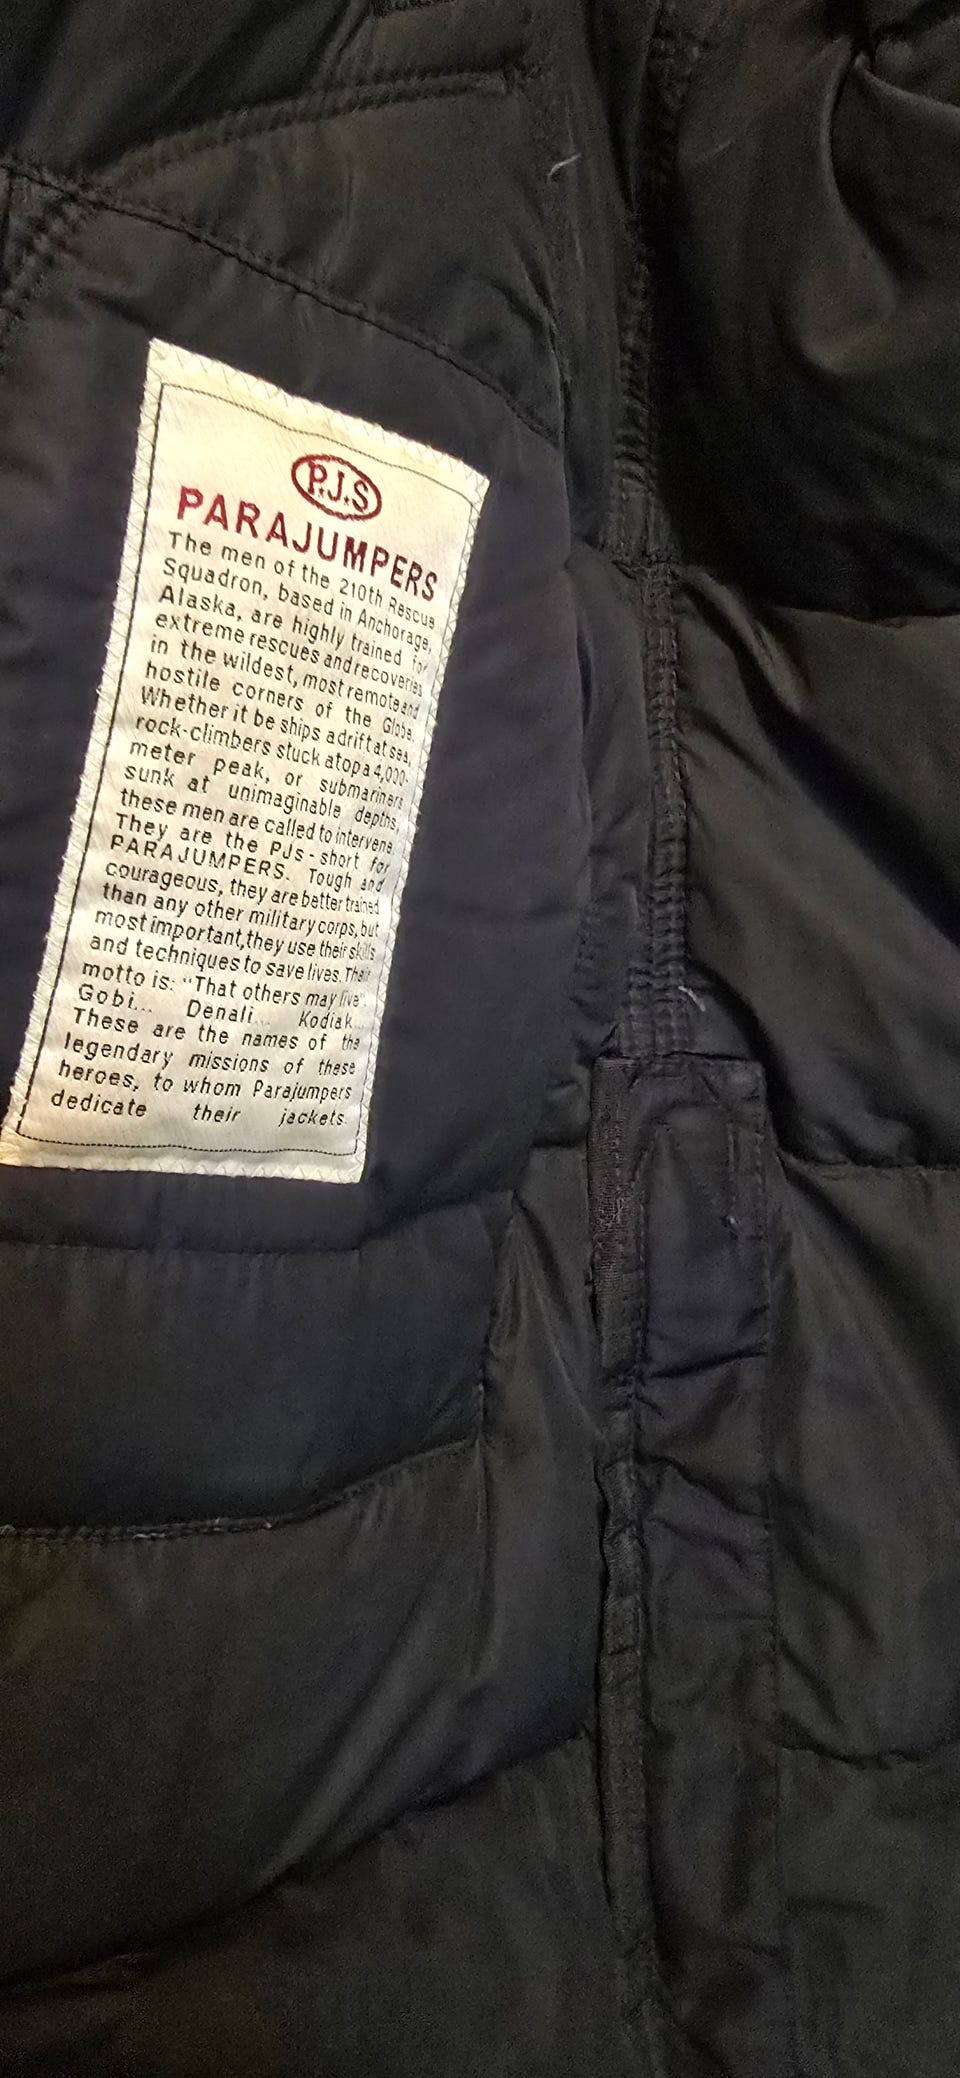 P.J.S
PARAJUMPERS
The men of the 210th Rescue
Squadron, based in Anchorage,
Alaska, are highly trained for
extreme rescues and recoveries
in the wildest, most remote and
hostile corners of the Globe.
Whether it be ships adrift at sea,
rock-climbers stuck atop a 4,000-
meter peak, or submariners
sunk at unimaginable depths,
these men are called to intervene.
They are the PJs - short for
PARAJUMPERS. Tough and
courageous, they are better trained
than any other military corps, but
most important, they use their skills
and techniques to save lives. Their
motto is: "That others may live".
Gobi... Denali... Kodiak...
These are the names of the
legendary missions of these
heroes, to whom Parajumpers
dedicate their jackets.